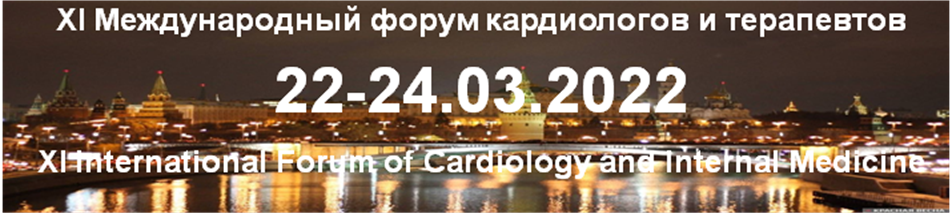 XI Международный форум кардиологов и терапевтов
22-24.03.2022
XI International Forum of Cardiology and Internal Medicine